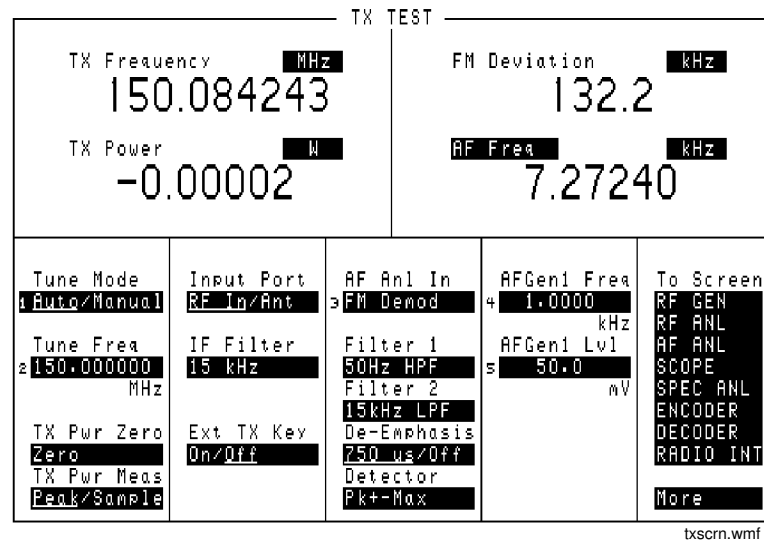 TX TEST
TX Frequency MHz
150.084243
TX Power W
-0.00002
FM Deviation kHz
132.2
AF Freq kHz
7.27240
Tune Mode
1 Auto/Manual
Tune Freq
2 150.000000
MHz
TX Pwr Zero
Zero
TX Pwr Meas
Peak/Sample
Input Port
RF In/Ant
IF Filter
15 kHz
Ext TX Key
On/Off
AF Anl In
3 FM Demod
Filter 1
50Hz HPF
Filter 2
15kHz LPF
De-Emphasis
750 us/Off
Detector
Pk+-Max
AFGen1 Freq
4 1.0000
kHz
AFGen1 Lvl
5 50.0
mV
To Screen
RF GEN
RF ANL
AF ANL
SCOPE
SPEC ANL
ENCODER
DECODER
RADIO INT
More
txscrn.wmf